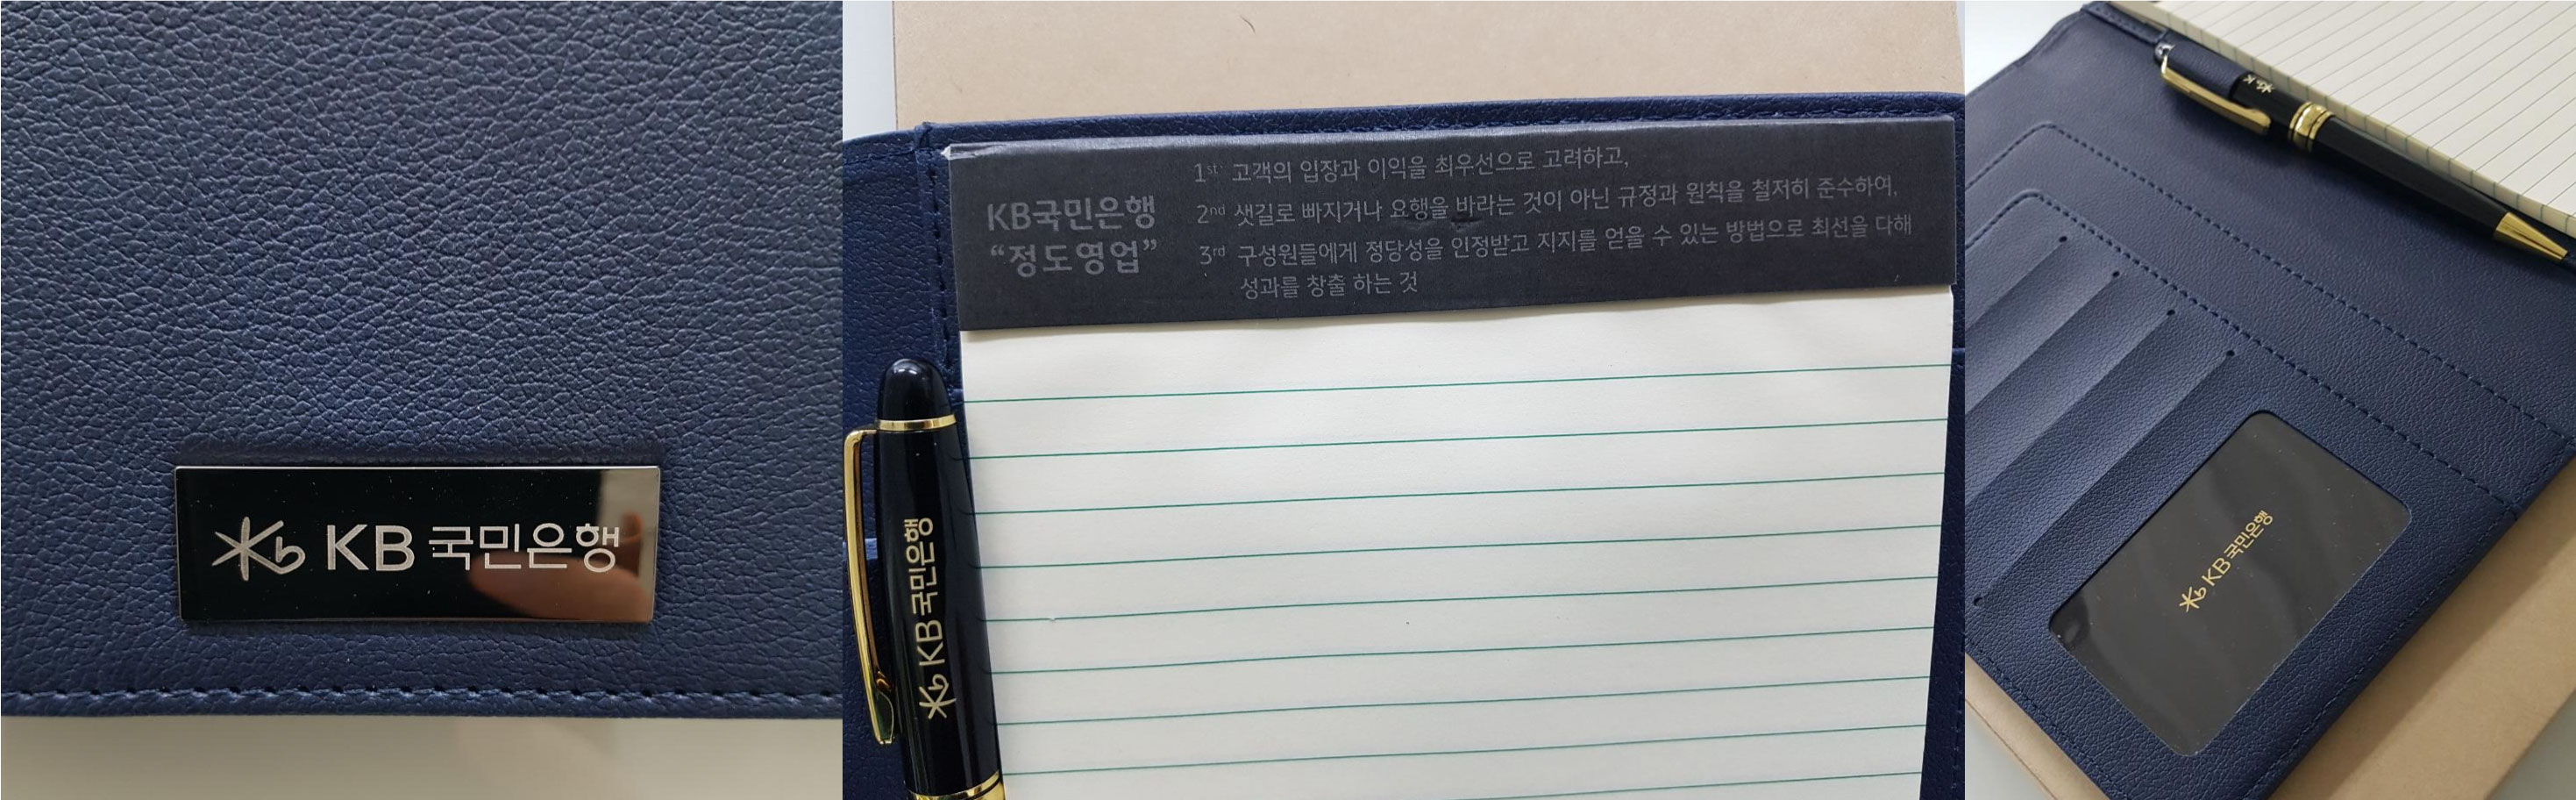 KB 국민은행
KB국민은행
“정도영업”
1st 고객의 입장과 이익을 최우선으로 고려하고,
2nd 샛길로 빠지거나 요행을 바라는 것이 아닌 규정과 원칙을 철저히 준수하여,
3rd 구성원들에게 정당성을 인정받고 지지를 얻을 수 있는 방법으로 최선을 다해
성과를 창출 하는 것
KB 국민은행
K
KB 국민은행